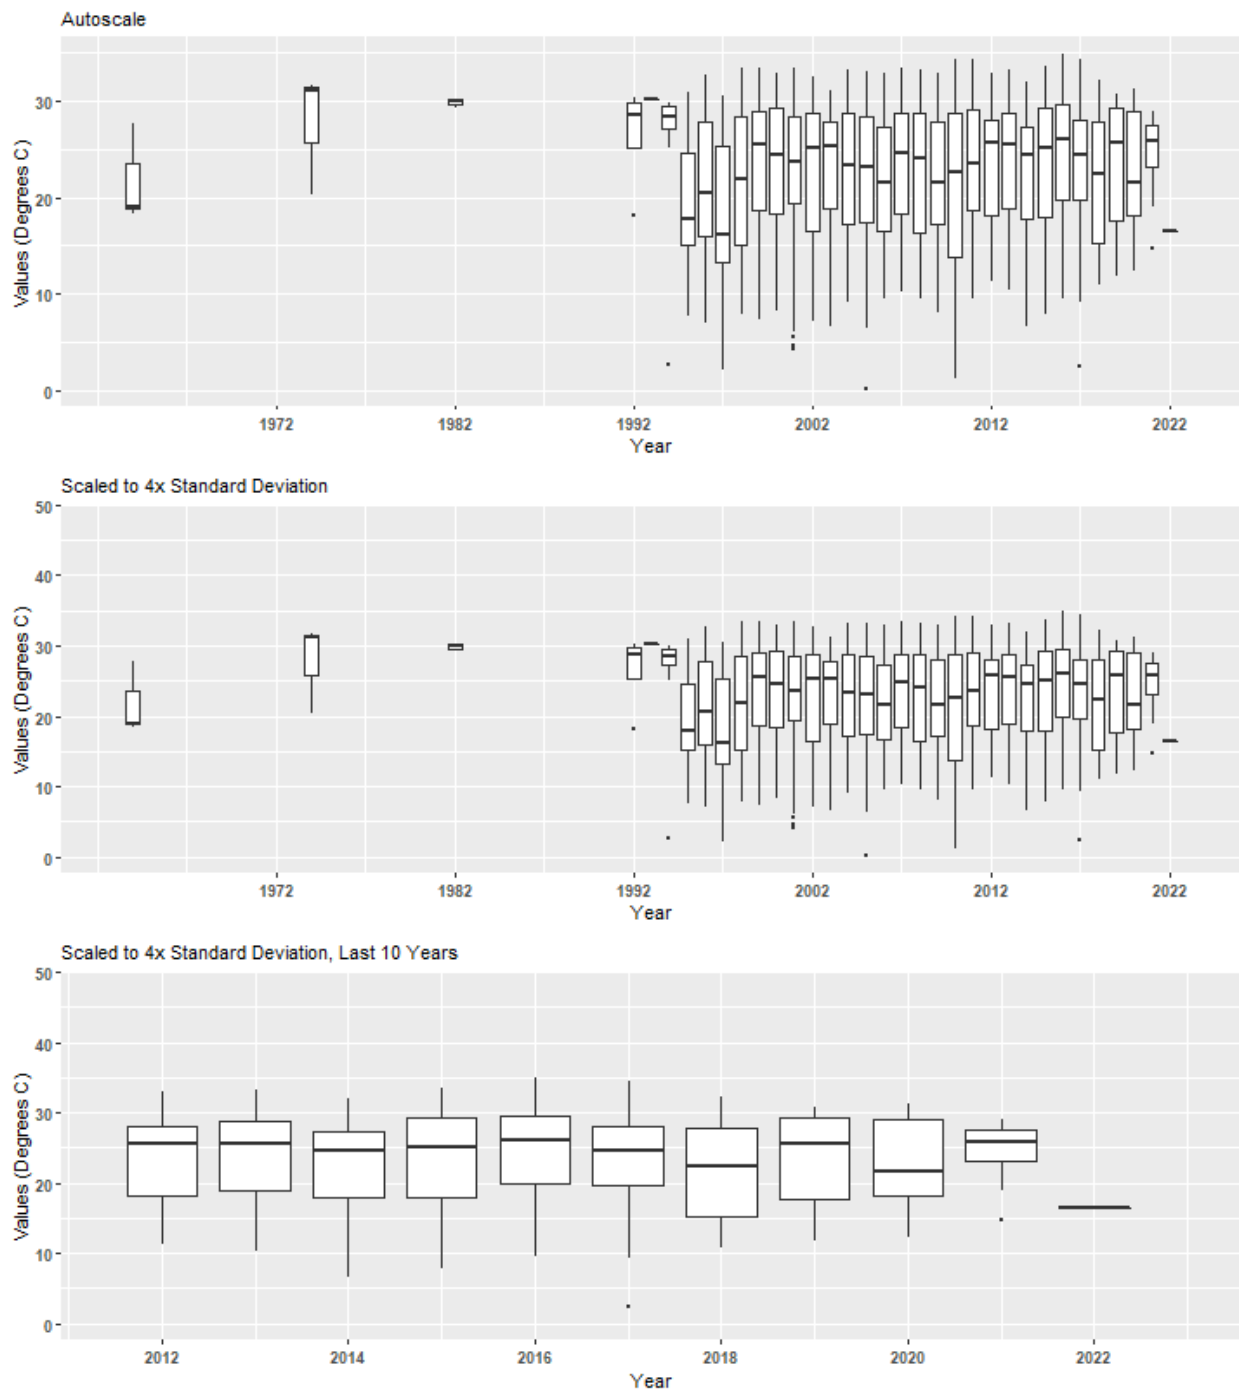 Autoscale
Values (Degrees C)
30
20
10
0
1972 1982 1992 2002 2012 2022
Year
Scaled to 4x Standard Deviation
Values (Degrees C)
50
40
30
20
10
0
1972 1982 1992 2002 2012 2022
Year
Scaled to 4x Standard Deviation, Last 10 Years
Values (Degrees C)
50
40
30
20
10
0
2012 2014 2016 2018 2020 2022
Year